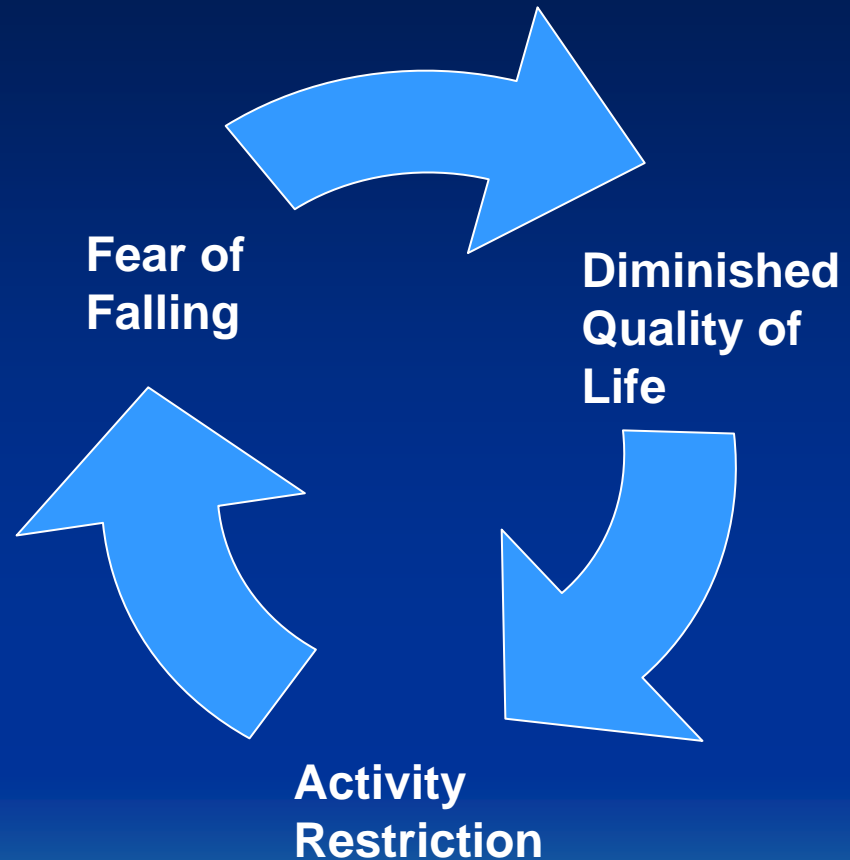 Fear of
Falling
Diminished
Quality of
Life
Activity
Restriction